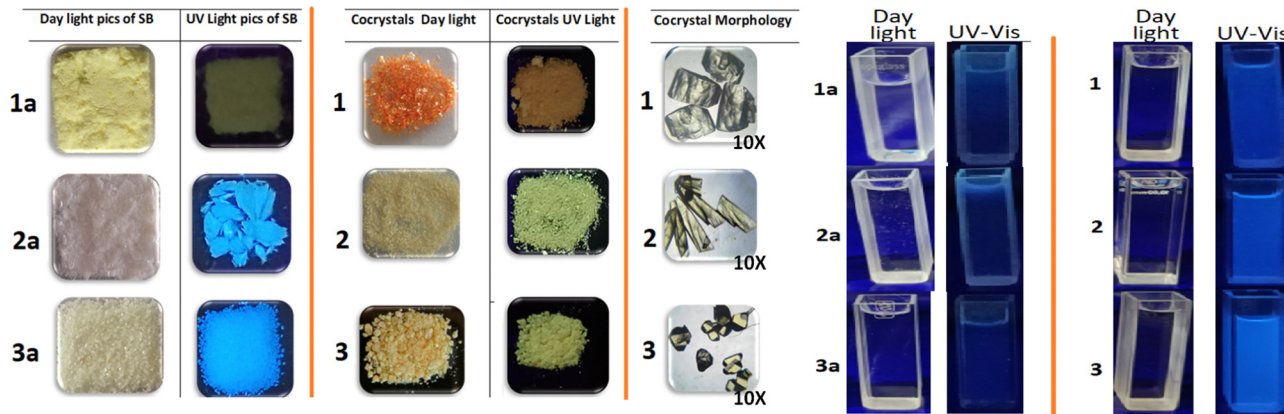 Day light pics of SB
UV Light pics of SB
1a
2a
3a
Cocrystals Day light
Cocrystals UV Light
1
2
3
Cocrystal Morphology
1
10X
2
10X
3
10X
Day
light
UV-Vis
1a
2a
3a
Day
light
UV-Vis
1
2
3